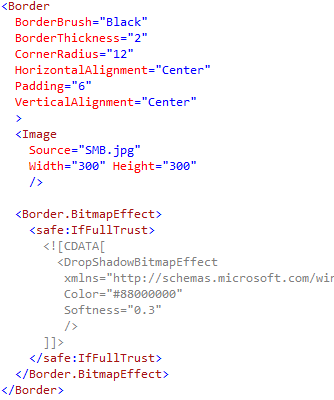 <Border
BorderBrush="Black"
BorderThickness="2"
CornerRadius="12"
HorizontalAlignment="Center"
Padding="6"
VerticalAlignment="Center"
>
<Image
Source="SMB.jpg"
Width="300" Height="300"
/>
<Border.BitmapEffect>
<safe:IfFullTrust>
<![CDATA[
<DropShadowBitmapEffect
xmlns="http://schemas.microsoft.com/win
Color="#88000000"
Softness="0.3"
/>
]]>
</safe:IfFullTrust>
</Border.BitmapEffect>
</Border>